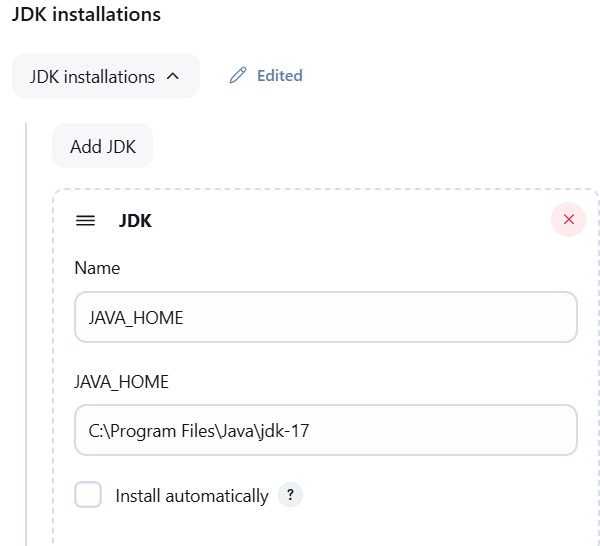 JDK installations
JDK installations
Edited
Add JDK
JDK
Name
JAVA_HOME
JAVA_HOME
C:\Program Files\Java\jdk-17
Install automatically ?